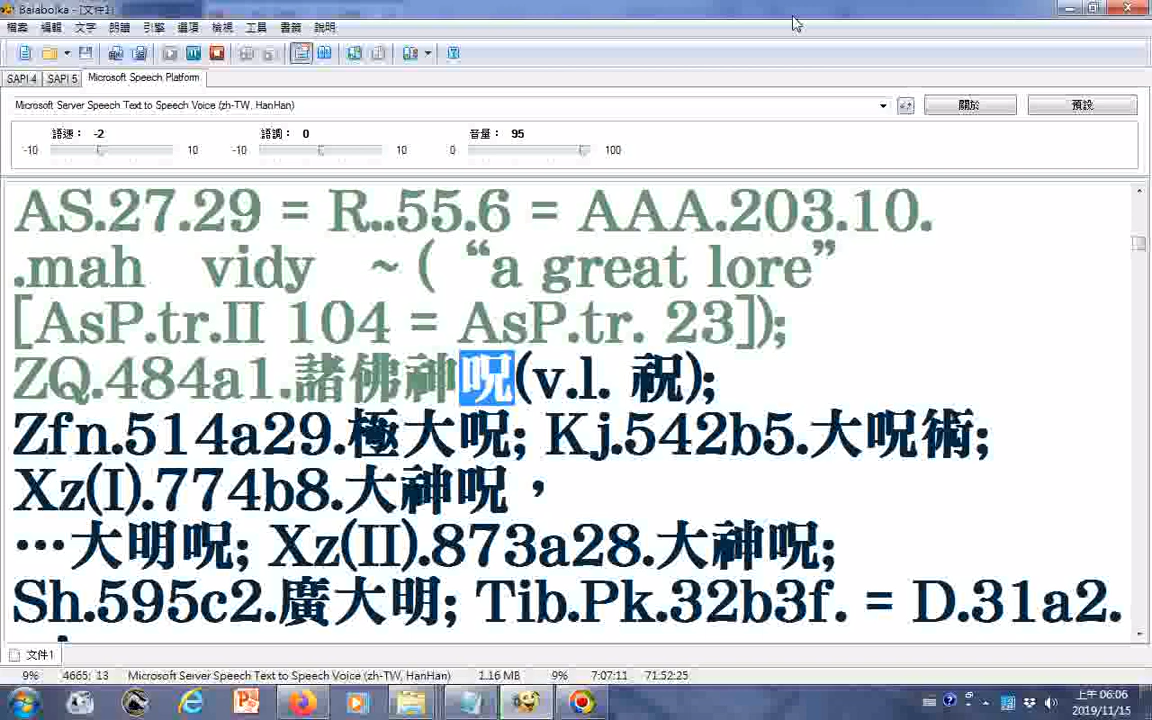 Balabolka - [文件1]
檔案 編輯 文字 朗讀 引擎 選項 檢視 工具 書籤 說明
SAPI 4 SAPI 5 Microsoft Speech Platform
Microsoft Server Speech Text to Speech Voice (zh-TW, HanHan)
關於 預設
語速： -2 語調： 0 音量： 95
-10 10 -10 10 0 100
AS.27.29 = R..55.6 = AAA.203.10.
.mah vidy ~ ( “a great lore”
[AsP.tr.II 104 = AsP.tr. 23]);
ZQ.484a1.諸佛神呪(v.l. 祝);
Zfn.514a29.極大呪; Kj.542b5.大呪術;
Xz(I).774b8.大神呪，
…大明呪; Xz(II).873a28.大神呪;
Sh.595c2.廣大明; Tib.Pk.32b3f. = D.31a2.
文件1
9% 4665: 13 Microsoft Server Speech Text to Speech Voice (zh-TW, HanHan) 1.16 MB 9% 7:07:11 71:52:25
上午 06:06
2019/11/15